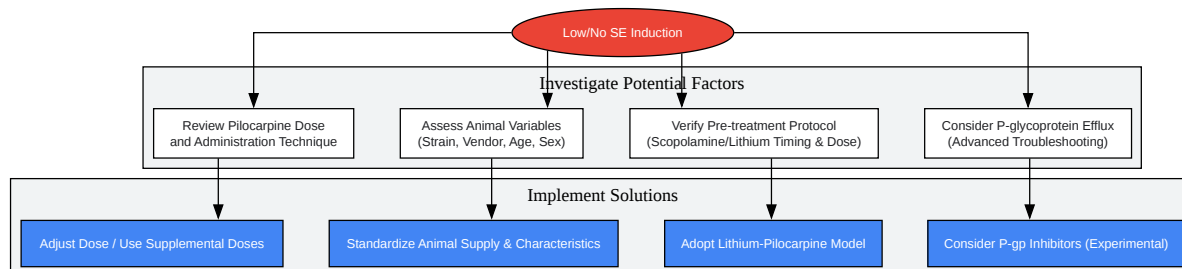 Low/No SE Induction
Investigate Potential Factors
Review Pilocarpine Dose
and Administration Technique
Assess Animal Variables
(Strain, Vendor, Age, Sex)
Verify Pre-treatment Protocol
(Scopolamine/Lithium Timing & Dose)
Consider P-glycoprotein Efflux
(Advanced Troubleshooting)
Implement Solutions
Adjust Dose / Use Supplemental Doses
Standardize Animal Supply & Characteristics
Adopt Lithium-Pilocarpine Model
Consider P-gp Inhibitors (Experimental)